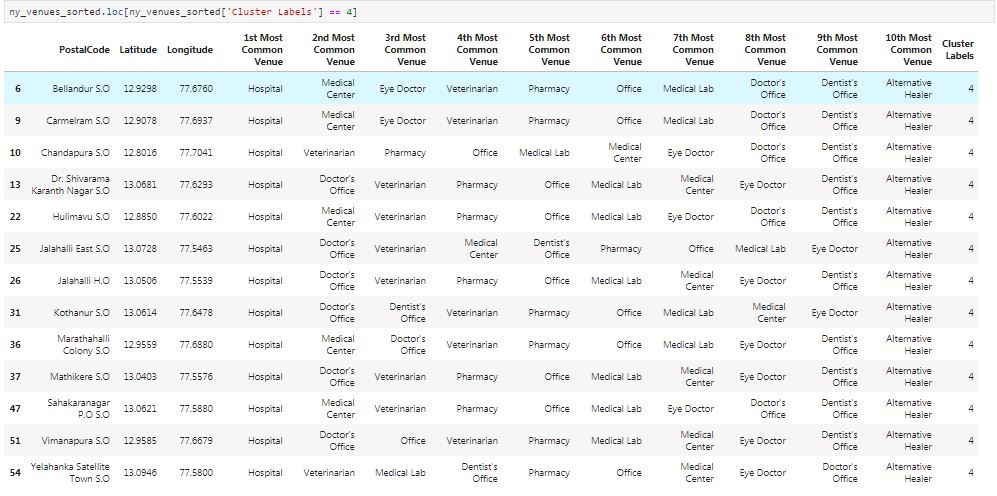 ny_venues_sorted.loc[ny_venues_sorted['Cluster Labels'] == 4]
PostalCode Latitude Longitude 1st Most Common Venue 2nd Most Common Venue 3rd Most Common Venue 4th Most Common Venue 5th Most Common Venue 6th Most Common Venue 7th Most Common Venue 8th Most Common Venue 9th Most Common Venue 10th Most Common Venue Cluster Labels
6 Bellandur S.O 12.9298 77.6760 Hospital Medical Center Eye Doctor Veterinarian Pharmacy Office Medical Lab Doctor's Office Dentist's Office Alternative Healer 4
9 Carmelram S.O 12.9078 77.6937 Hospital Medical Center Eye Doctor Veterinarian Pharmacy Office Medical Lab Doctor's Office Dentist's Office Alternative Healer 4
10 Chandapura S.O 12.8016 77.7041 Hospital Veterinarian Pharmacy Office Medical Lab Medical Center Eye Doctor Doctor's Office Dentist's Office Alternative Healer 4
13 Dr. Shivarama Karanth Nagar S.O 13.0681 77.6293 Hospital Doctor's Office Veterinarian Pharmacy Office Medical Lab Medical Center Eye Doctor Dentist's Office Alternative Healer 4
22 Hulimavu S.O 12.8850 77.6022 Hospital Medical Center Veterinarian Pharmacy Office Medical Lab Eye Doctor Doctor's Office Dentist's Office Alternative Healer 4
25 Jalahalli East S.O 13.0728 77.5463 Hospital Doctor's Office Veterinarian Medical Center Dentist's Office Pharmacy Office Medical Lab Eye Doctor Alternative Healer 4
26 Jalahalli H.O 13.0506 77.5539 Hospital Doctor's Office Veterinarian Pharmacy Office Medical Lab Medical Center Eye Doctor Dentist's Office Alternative Healer 4
31 Kothanur S.O 13.0614 77.6478 Hospital Doctor's Office Dentist's Office Veterinarian Pharmacy Office Medical Lab Medical Center Eye Doctor Alternative Healer 4
36 Marathahalli Colony S.O 12.9559 77.6880 Hospital Medical Center Doctor's Office Veterinarian Pharmacy Office Medical Lab Eye Doctor Dentist's Office Alternative Healer 4
37 Mathikere S.O 13.0403 77.5576 Hospital Doctor's Office Veterinarian Pharmacy Office Medical Lab Medical Center Eye Doctor Dentist's Office Alternative Healer 4
47 Sahakaranagar P.O S.O 13.0621 77.5880 Hospital Medical Center Veterinarian Pharmacy Office Medical Lab Eye Doctor Doctor's Office Dentist's Office Alternative Healer 4
51 Vimanapura S.O 12.9585 77.6679 Hospital Doctor's Office Office Veterinarian Pharmacy Medical Lab Medical Center Eye Doctor Dentist's Office Alternative Healer 4
54 Yelahanka Satellite Town S.O 13.0946 77.5800 Hospital Veterinarian Medical Lab Dentist's Office Pharmacy Office Medical Center Eye Doctor Doctor's Office Alternative Healer 4